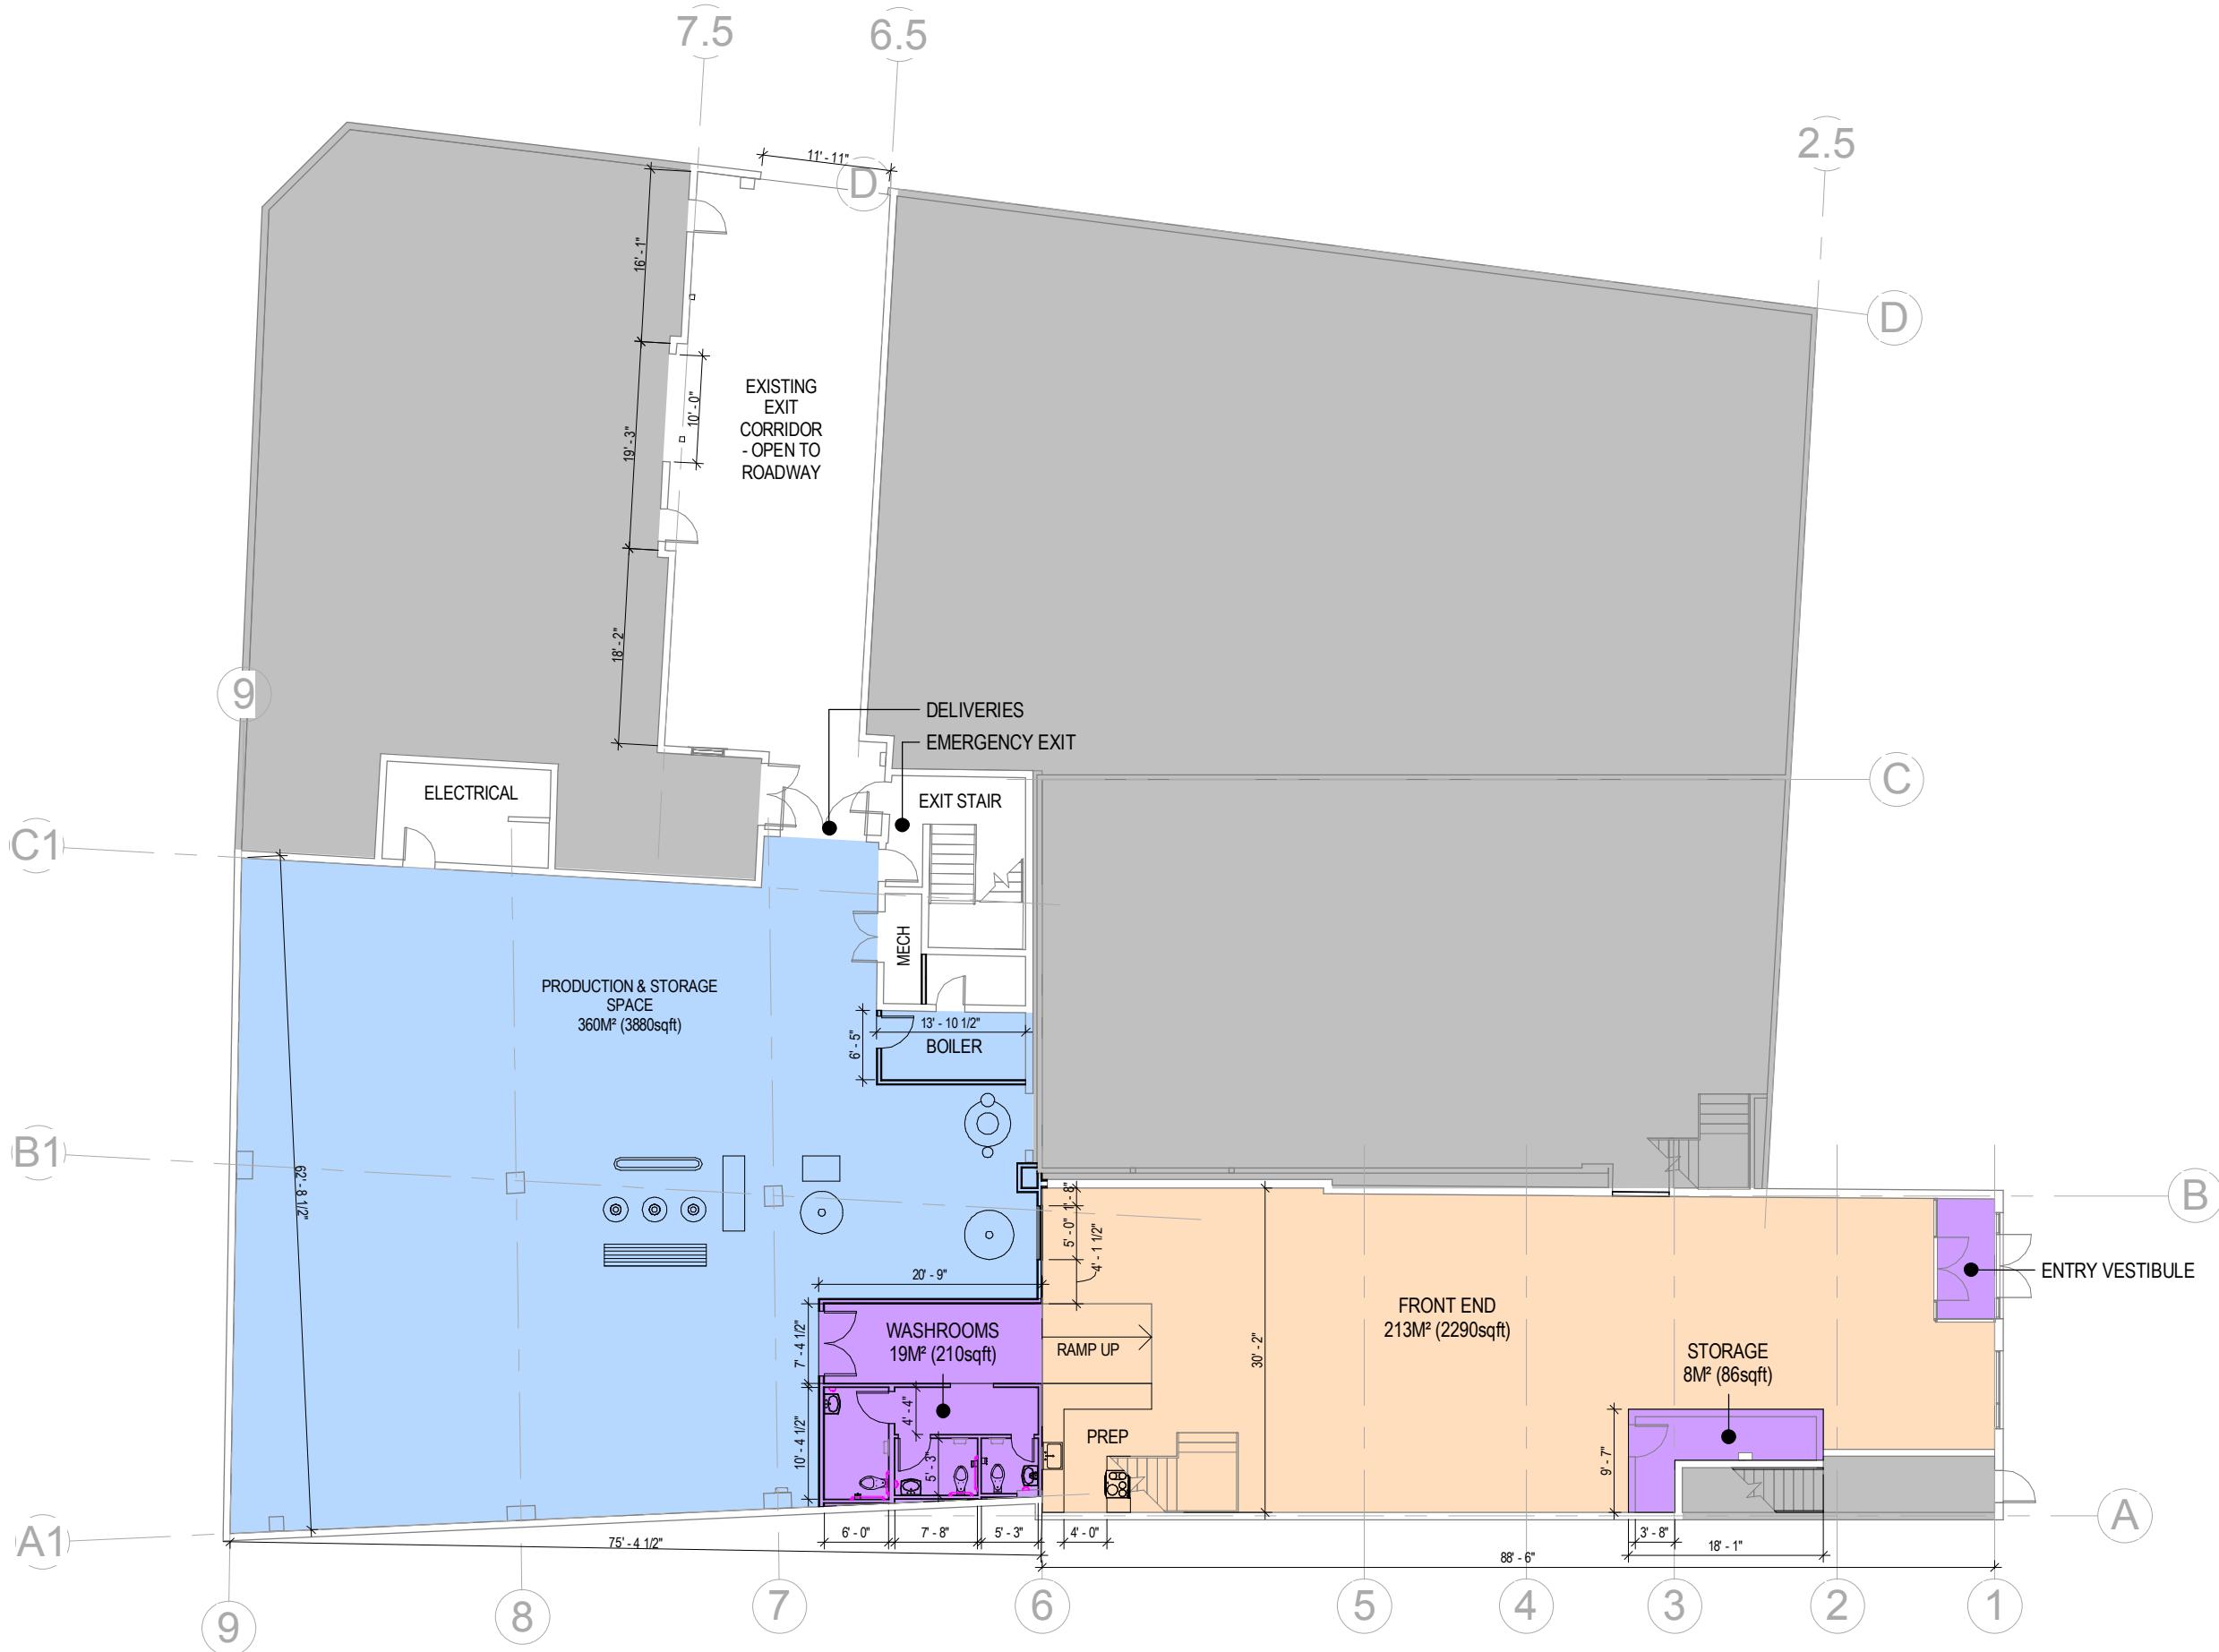 7.5
6.5
2.5
11' - 11"
D
D
16' - 1"
EXISTING
EXIT
CORRIDOR
- OPEN TO
ROADWAY
10' - 0"
19' - 3"
18' - 2"
9
DELIVERIES
EMERGENCY EXIT
C
ELECTRICAL
EXIT STAIR
C1
MECH
PRODUCTION & STORAGE
SPACE
360M² (3880sqft)
13' - 10 1/2"
6' - 5"
BOILER
B1
62' - 8 1/2"
B
1' - 8"
5' - 0"
4' - 1 1/2"
20' - 9"
ENTRY VESTIBULE
FRONT END
213M² (2290sqft)
WASHROOMS
19M² (210sqft)
7' - 4 1/2"
RAMP UP
30' - 2"
STORAGE
8M² (86sqft)
4' - 4"
10' - 4 1/2"
5' - 3"
PREP
9' - 7"
A1
A
6' - 0"
7' - 8"
5' - 3"
4' - 0"
3' - 8"
18' - 1"
75' - 4 1/2"
88' - 6"
9
8
7
6
5
4
3
2
1